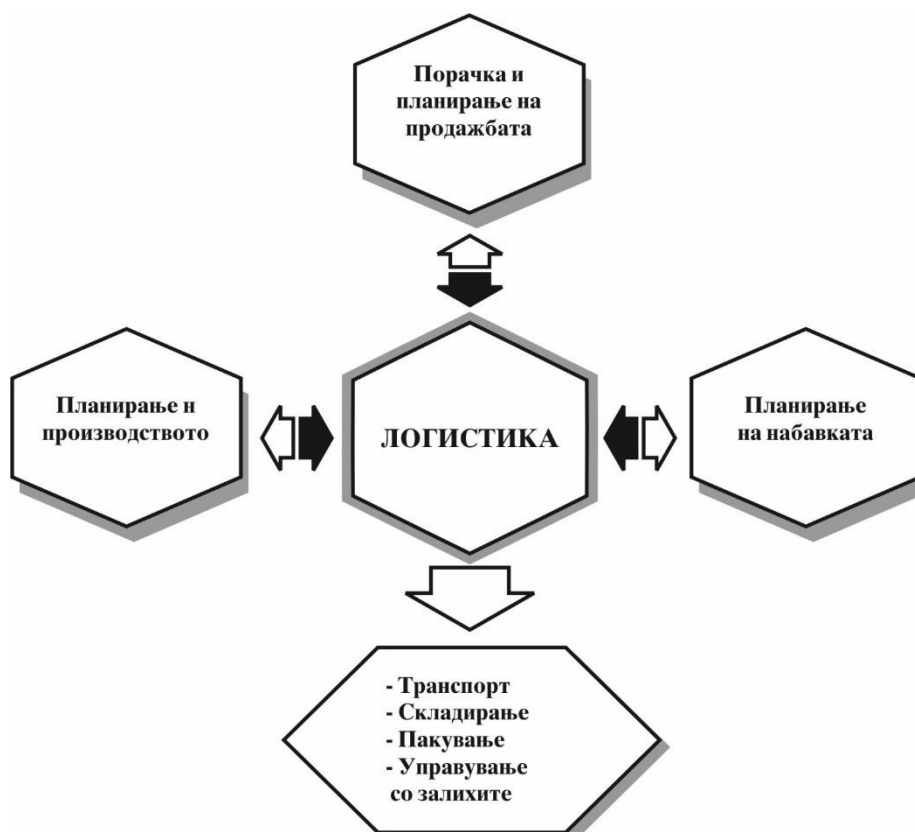 Порачка и
планирање на
продажбата
Планирање н
производството
ЛОГИСТИКА
Планирање
на набавката
- Транспорт
- Складирање
- Пакување
- Управување
со залихите